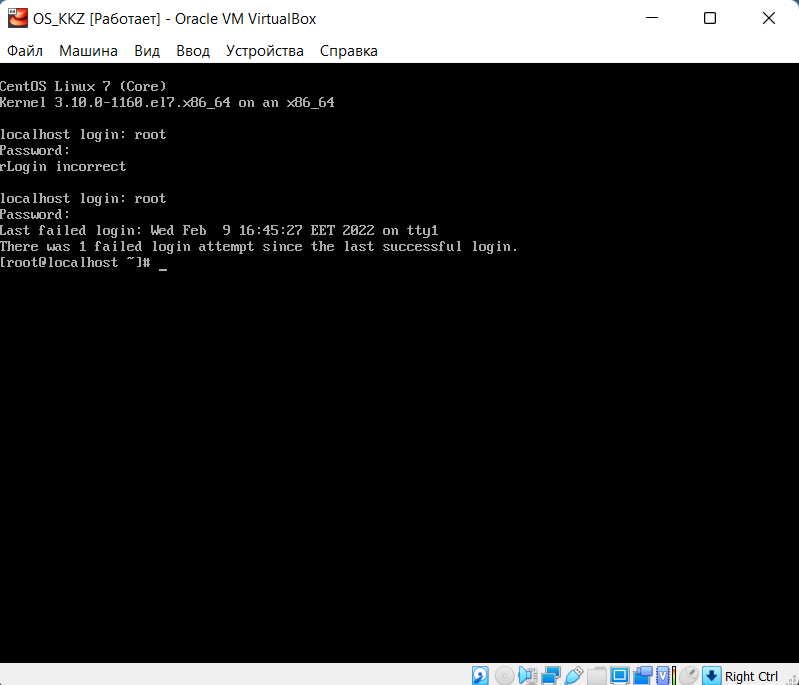 OS_KKZ [Работает] - Oracle VM VirtualBox
Файл Машина Вид Ввод Устройства Справка
CentOS Linux 7 (Core)
Kernel 3.10.0-1160.el7.x86_64 on an x86_64
localhost login: root
Password:
rLogin incorrect
localhost login: root
Password:
Last failed login: Wed Feb  9 16:45:27 EET 2022 on tty1
There was 1 failed login attempt since the last successful login.
[root@localhost ~]# _
Right Ctrl